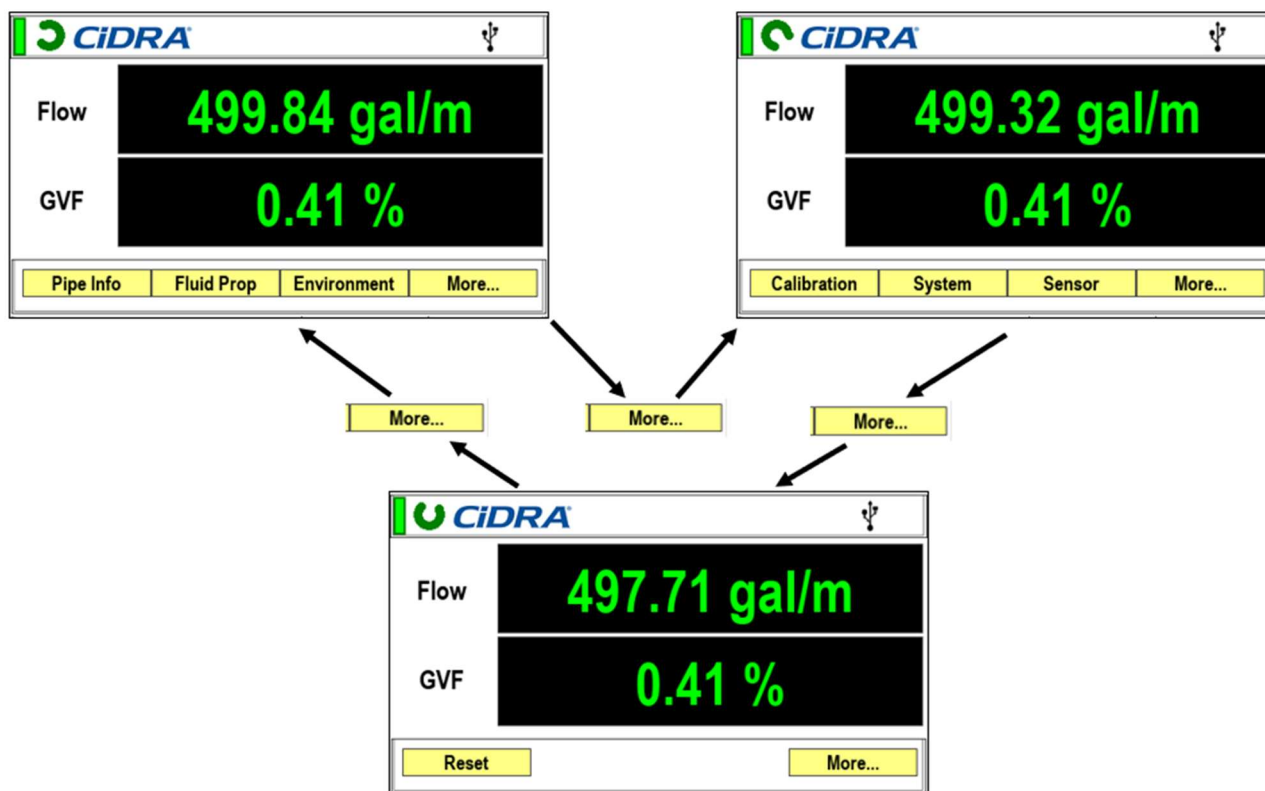 CiDRA
Flow 499.84 gal/m
GVF 0.41 %
Pipe Info Fluid Prop Environment More...
CiDRA
Flow 499.32 gal/m
GVF 0.41 %
Calibration System Sensor More...
More... More... More...
CiDRA
Flow 497.71 gal/m
GVF 0.41 %
Reset More...